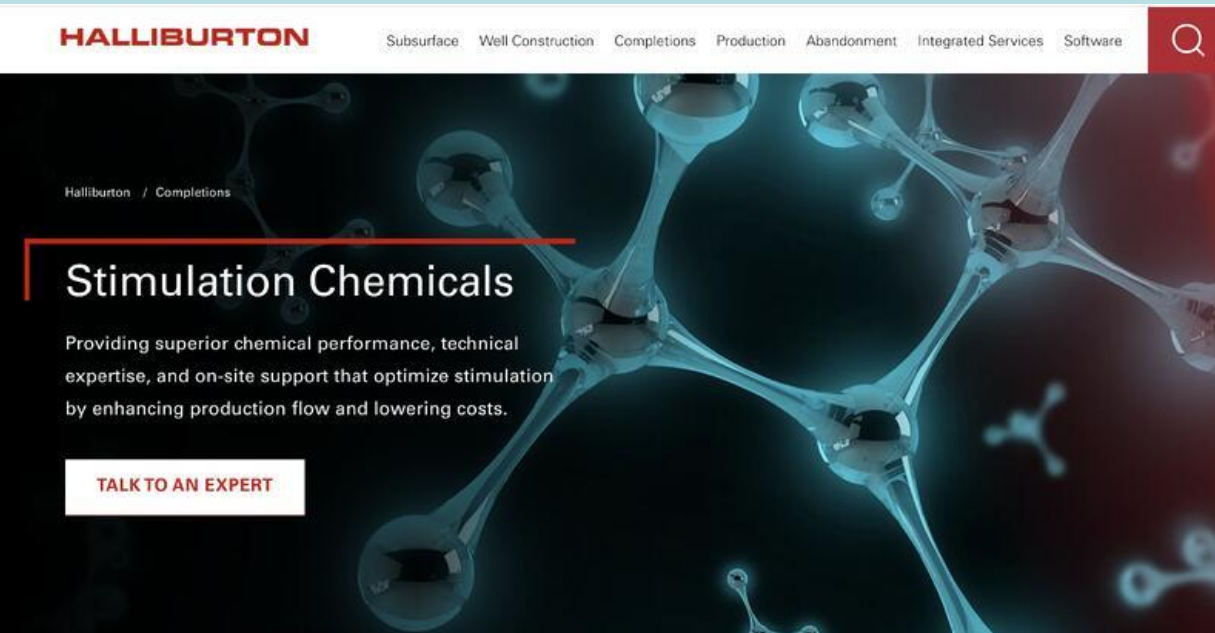 HALLIBURTON
Subsurface Well Construction Completions Production Abandonment Integrated Services Software
Halliburton / Completions
Stimulation Chemicals
Providing superior chemical performance, technical
expertise, and on-site support that optimize stimulation
by enhancing production flow and lowering costs.
TALK TO AN EXPERT